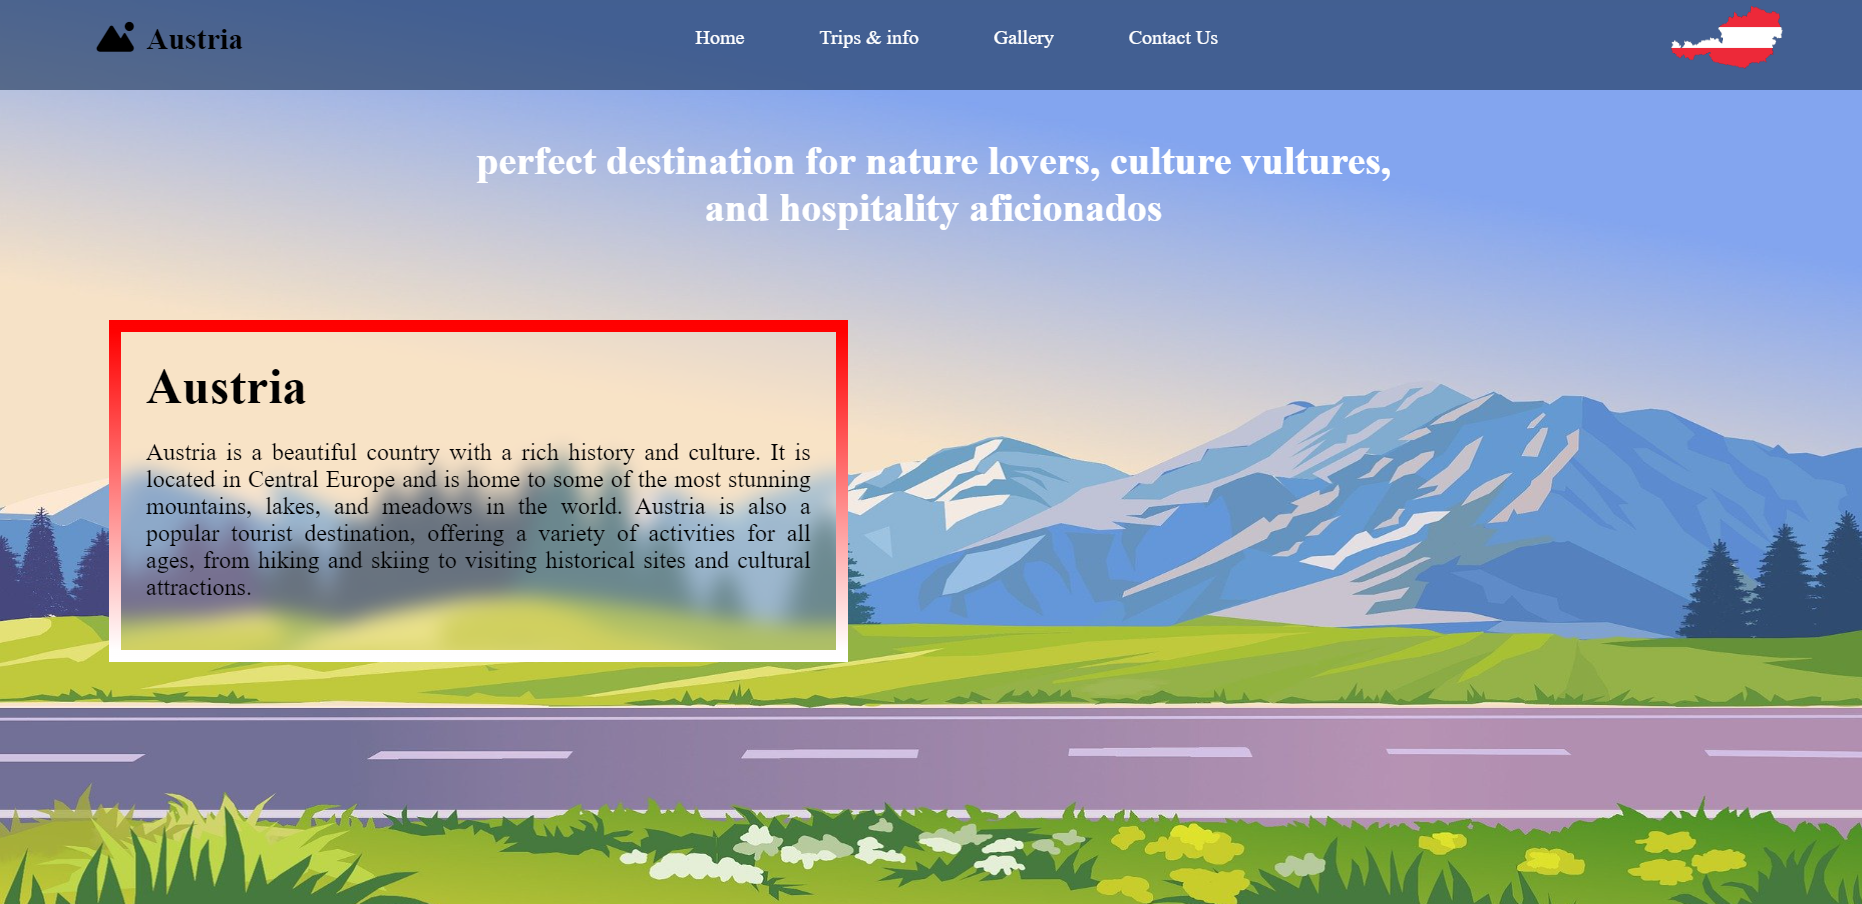 Austria
Home
Trips & info
Gallery
Contact Us
perfect destination for nature lovers, culture vultures,
and hospitality aficionados
Austria
Austria is a beautiful country with a rich history and culture. It is
located in Central Europe and is home to some of the most stunning
mountains, lakes, and meadows in the world. Austria is also a
popular tourist destination, offering a variety of activities for all
ages, from hiking and skiing to visiting historical sites and cultural
attractions.